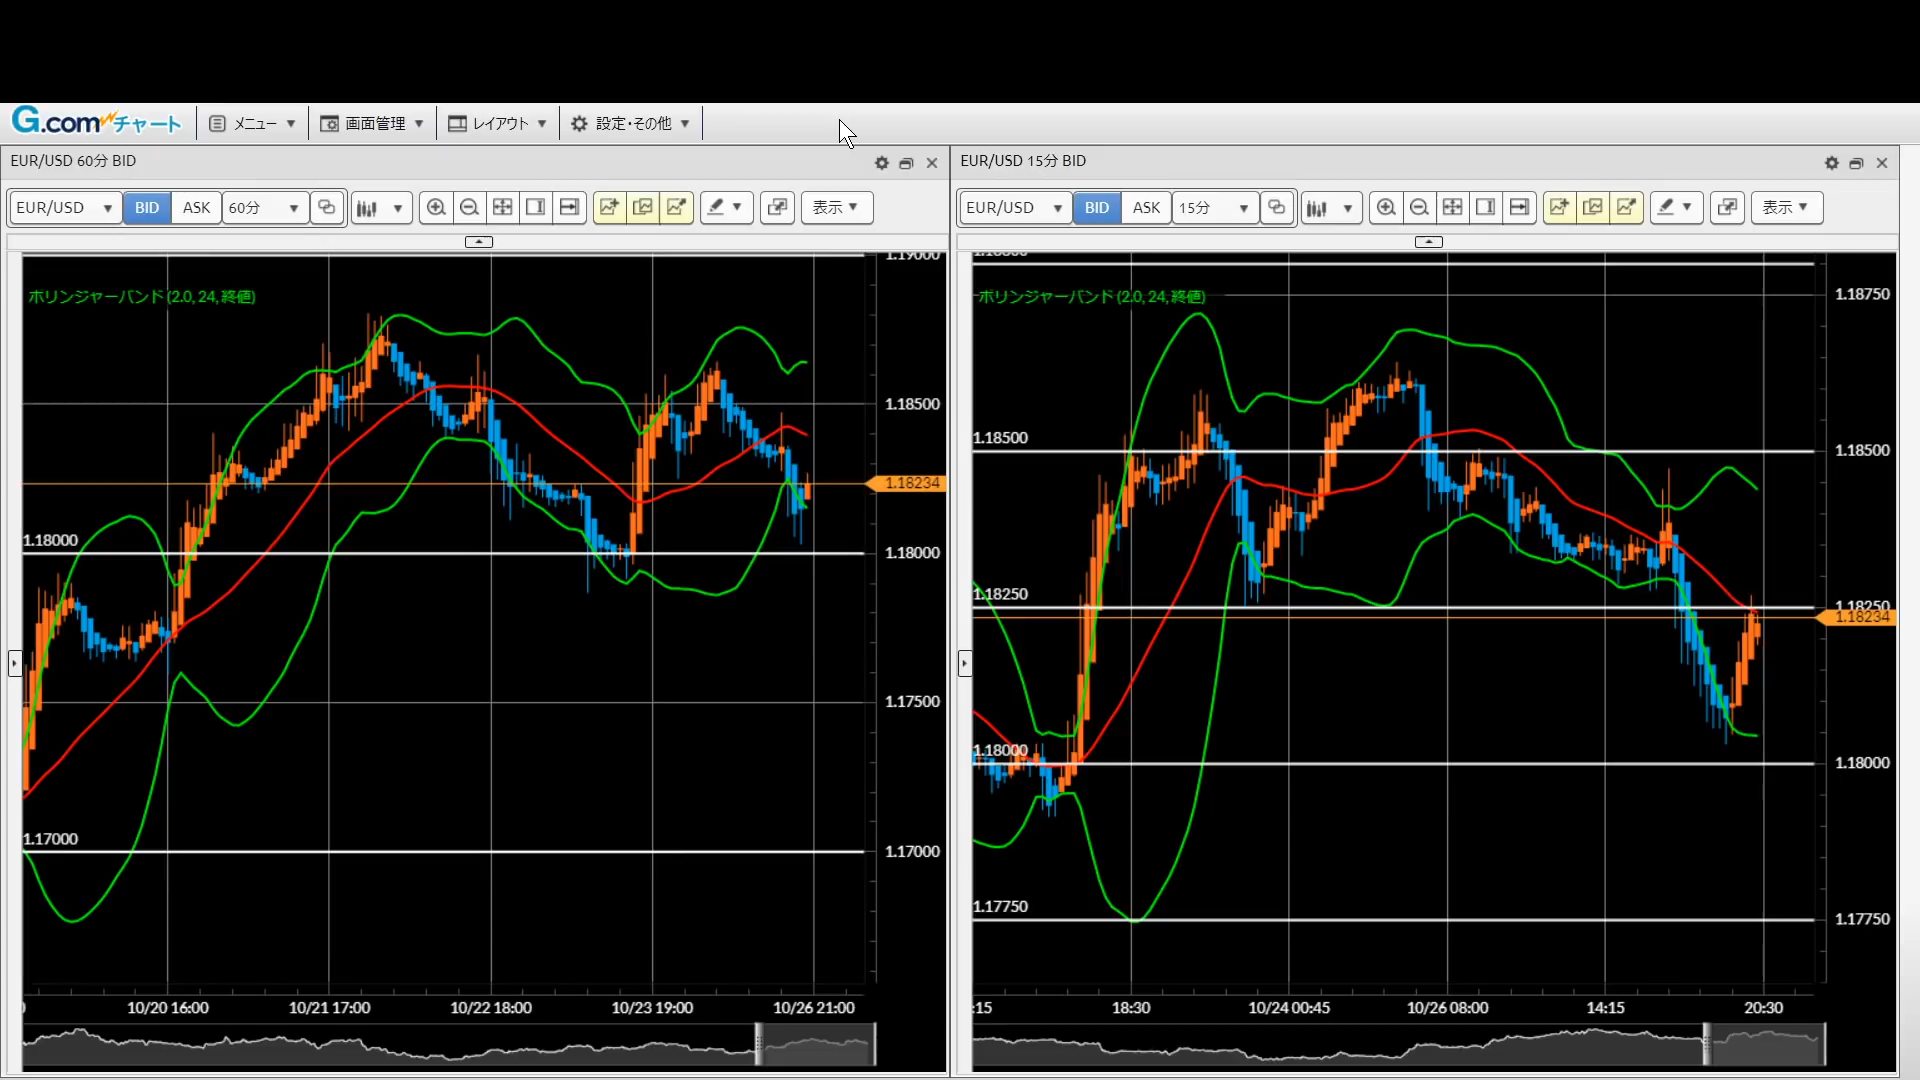 G.comチャート メニュー 画面管理 レイアウト 設定・その他
EUR/USD 60分 BID
EUR/USD BID ASK 60分 表示
ボリンジャーバンド (2.0, 24, 終値)
1.19000
1.18500
1.18234
1.18000
1.18000
1.17500
1.17000
1.17000
10/20 16:00 10/21 17:00 10/22 18:00 10/23 19:00 10/26 21:00
EUR/USD 15分 BID
EUR/USD BID ASK 15分 表示
ボリンジャーバンド (2.0, 24, 終値)
1.18750
1.18500
1.18500
1.18250
1.18250
1.18234
1.18000
1.18000
1.17750
1.17750
:15 18:30 10/24 00:45 10/26 08:00 14:15 20:30